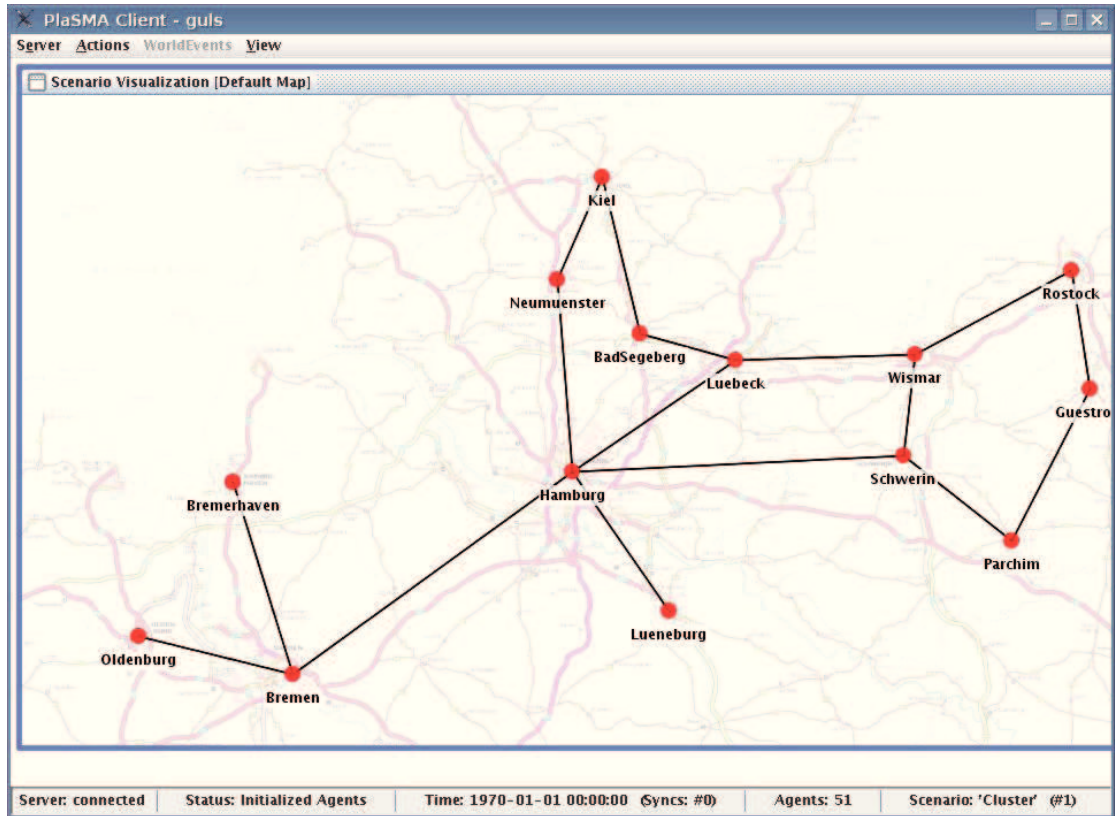 PlaSMA Client - guls
Server Actions WorldEvents View
Scenario Visualization [Default Map]
Kiel
Rostock
Neumuenster
BadSegeberg
Luebeck
Wismar
Guestro
Schwerin
Hamburg
Bremerhaven
Parchim
Lueneburg
Oldenburg
Bremen
Server: connected Status: Initialized Agents Time: 1970-01-01 00:00:00 (Syncs: #0) Agents: 51 Scenario: 'Cluster' (#1)